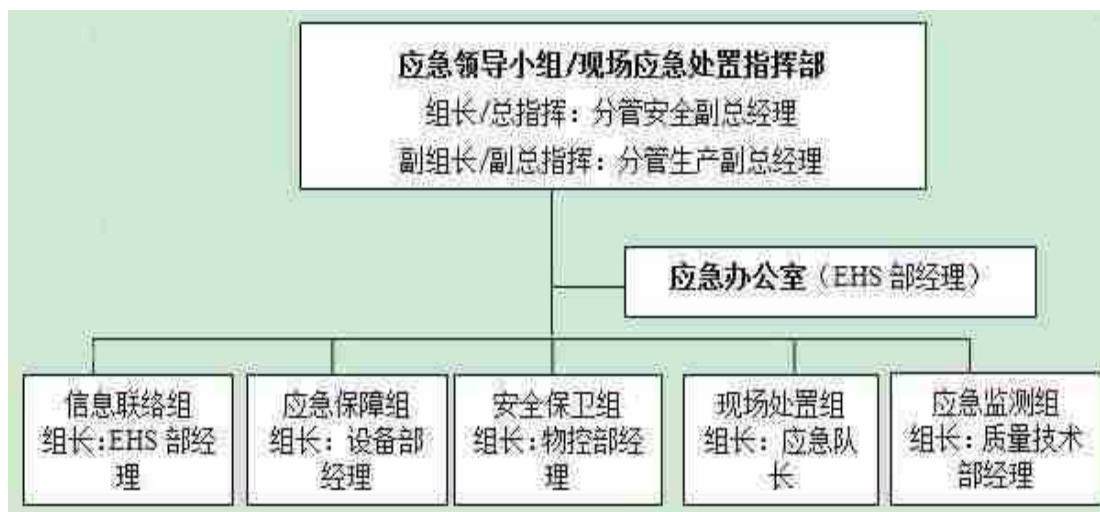 应急领导小组/现场应急处置指挥部
组长/总指挥：分管安全副总经理
副组长/副总指挥：分管生产副总经理
应急办公室（EHS 部经理）
信息联络组
组长:EHS 部经
理
应急保障组
组长：设备部
经理
安全保卫组
组长:物控部经
理
现场处置组
组长：应急队
长
应急监测组
组长:质量技术
部经理